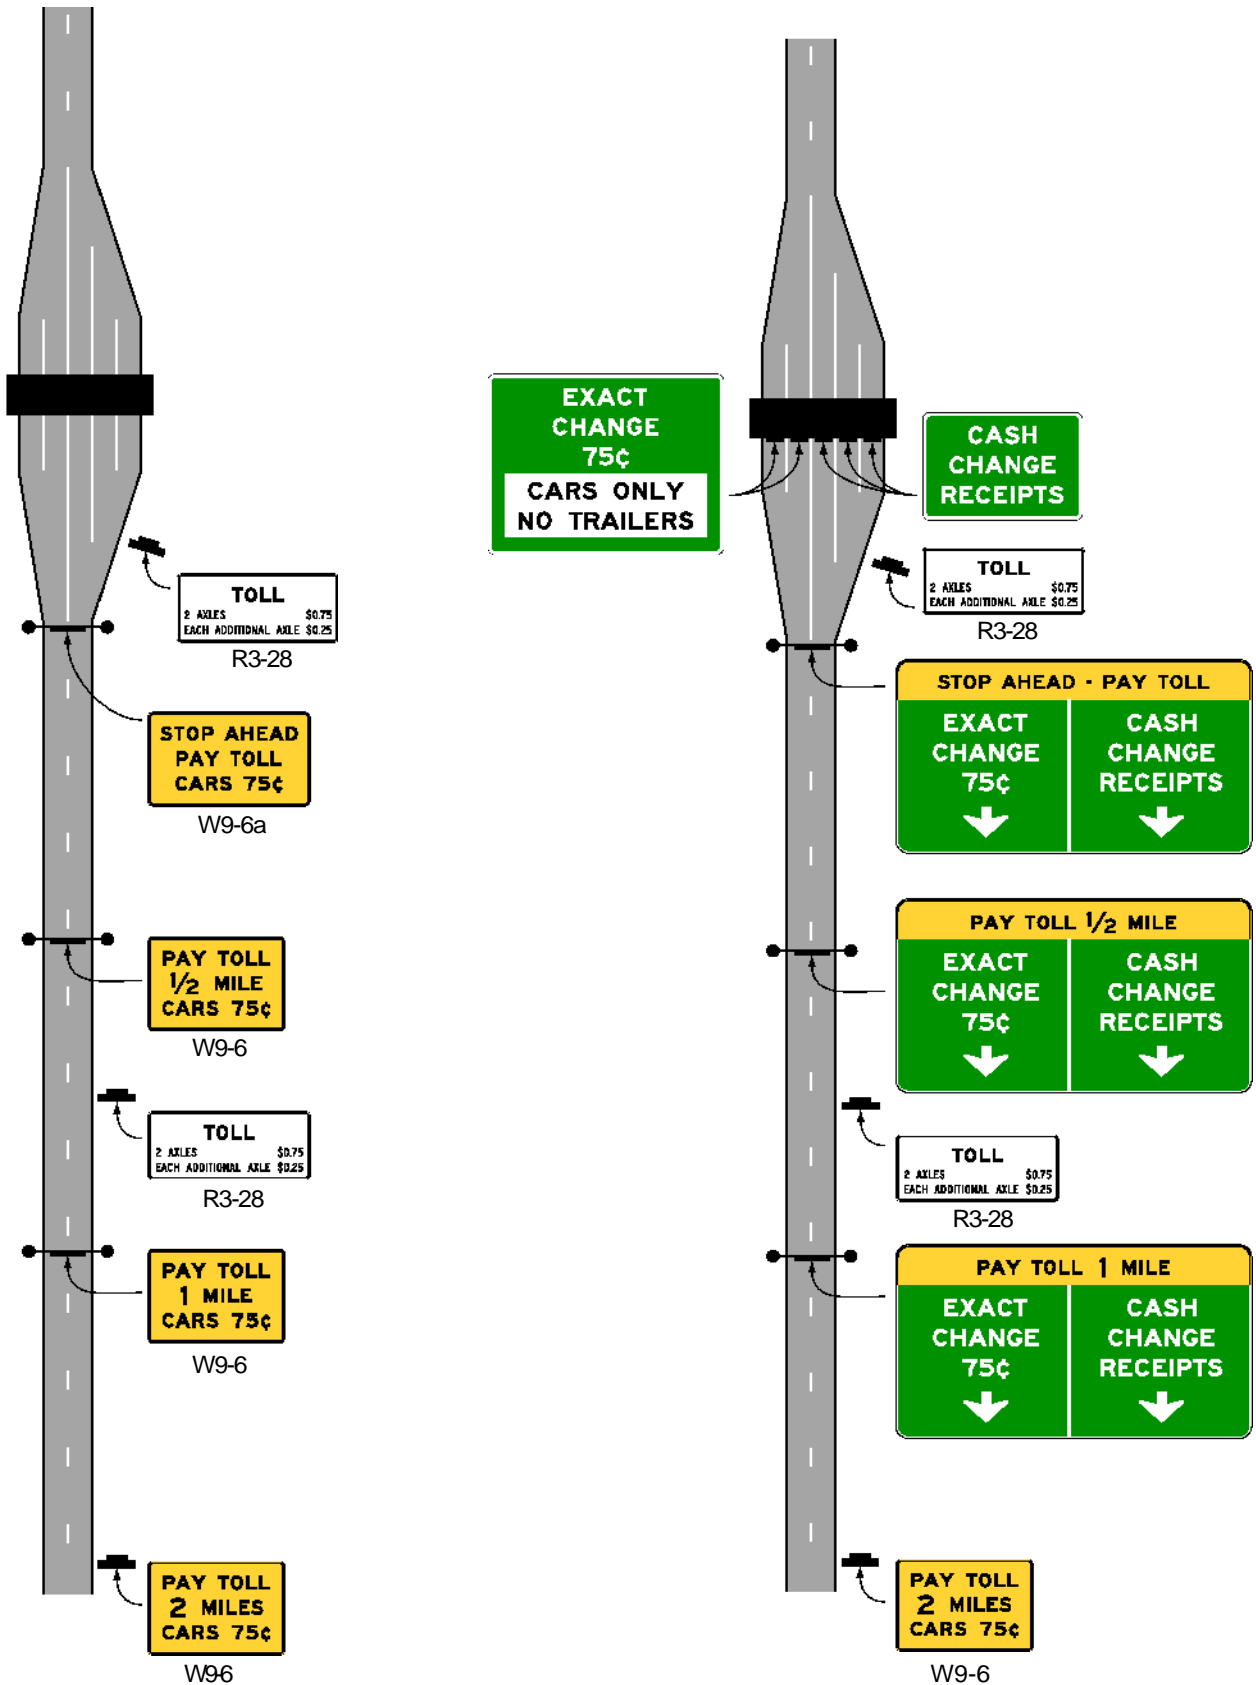 TOLL
2 AXLES $0.75
EACH ADDITIONAL AXLE $0.25
R3-28
STOP AHEAD
PAY TOLL
CARS 75¢
W9-6a
PAY TOLL
1/2 MILE
CARS 75¢
W9-6
TOLL
2 AXLES $0.75
EACH ADDITIONAL AXLE $0.25
R3-28
PAY TOLL
1 MILE
CARS 75¢
W9-6
PAY TOLL
2 MILES
CARS 75¢
W9-6
EXACT
CHANGE
75¢
CARS ONLY
NO TRAILERS
CASH
CHANGE
RECEIPTS
TOLL
2 AXLES $0.75
EACH ADDITIONAL AXLE $0.25
R3-28
STOP AHEAD - PAY TOLL
EXACT
CHANGE
75¢
CASH
CHANGE
RECEIPTS
PAY TOLL 1/2 MILE
EXACT
CHANGE
75¢
CASH
CHANGE
RECEIPTS
TOLL
2 AXLES $0.75
EACH ADDITIONAL AXLE $0.25
R3-28
PAY TOLL 1 MILE
EXACT
CHANGE
75¢
CASH
CHANGE
RECEIPTS
PAY TOLL
2 MILES
CARS 75¢
W9-6